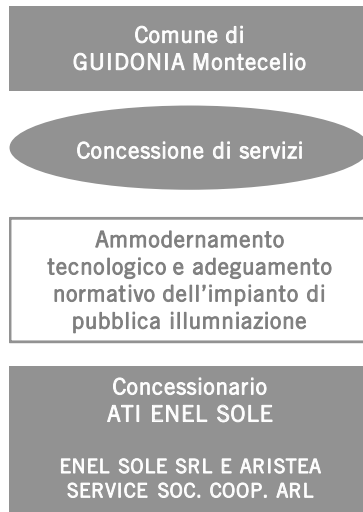 Comune di
GUIDONIA Montecelio
Concessione di servizi
Ammodernamento
tecnologico e adeguamento
normativo dell'impianto di
pubblica illumniazione
Concessionario
ATI ENEL SOLE
ENEL SOLE SRL E ARISTEA
SERVICE SOC. COOP. ARL